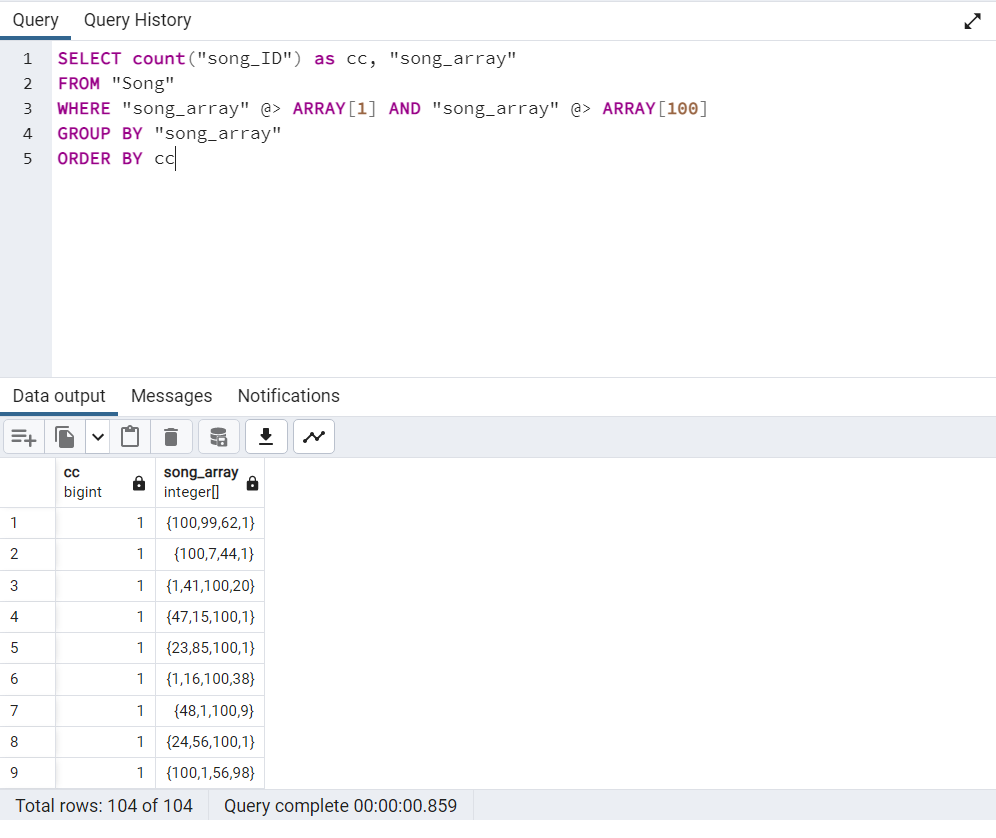 Query Query History
1 SELECT count("song_ID") as cc, "song_array"
2 FROM "Song"
3 WHERE "song_array" @> ARRAY[1] AND "song_array" @> ARRAY[100]
4 GROUP BY "song_array"
5 ORDER BY cc
Data output Messages Notifications
cc song_array
bigint integer[]
1 1 {100,99,62,1}
2 1 {100,7,44,1}
3 1 {1,41,100,20}
4 1 {47,15,100,1}
5 1 {23,85,100,1}
6 1 {1,16,100,38}
7 1 {48,1,100,9}
8 1 {24,56,100,1}
9 1 {100,1,56,98}
Total rows: 104 of 104 Query complete 00:00:00.859